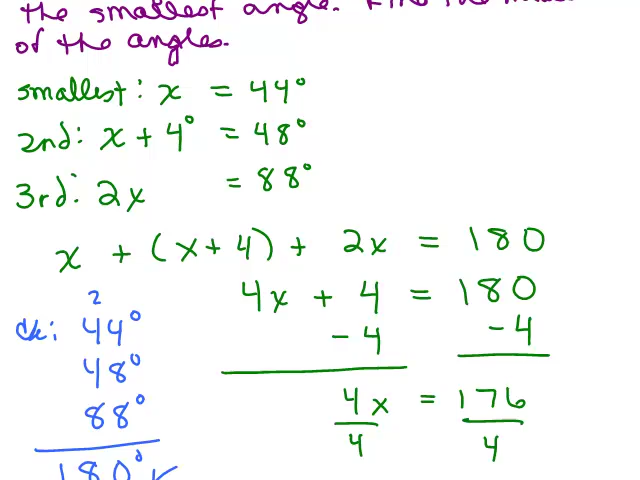 the smallest angle. Find the
of the angles.
smallest: x = 44°
2nd: x + 4° = 48°
3rd: 2x = 88°
x + (x + 4) + 2x = 180
4x + 4 = 180
- 4 - 4
4x = 176
4 4
2
ck: 44°
48°
88°
180° ✓